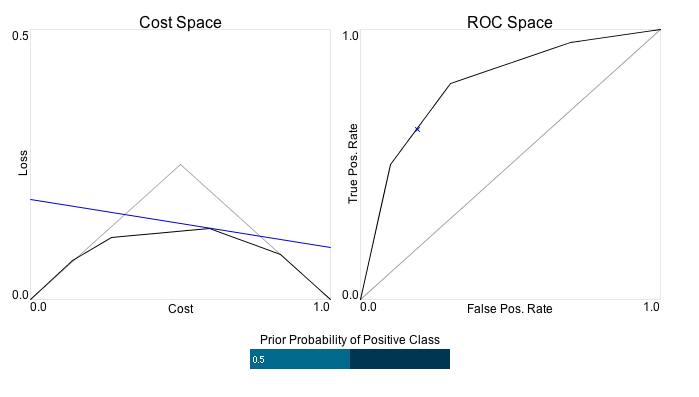 Cost Space
0.5
Loss
0.0
0.0
Cost
1.0
ROC Space
1.0
True Pos. Rate
0.0
0.0
False Pos. Rate
1.0
Prior Probability of Positive Class
0.5